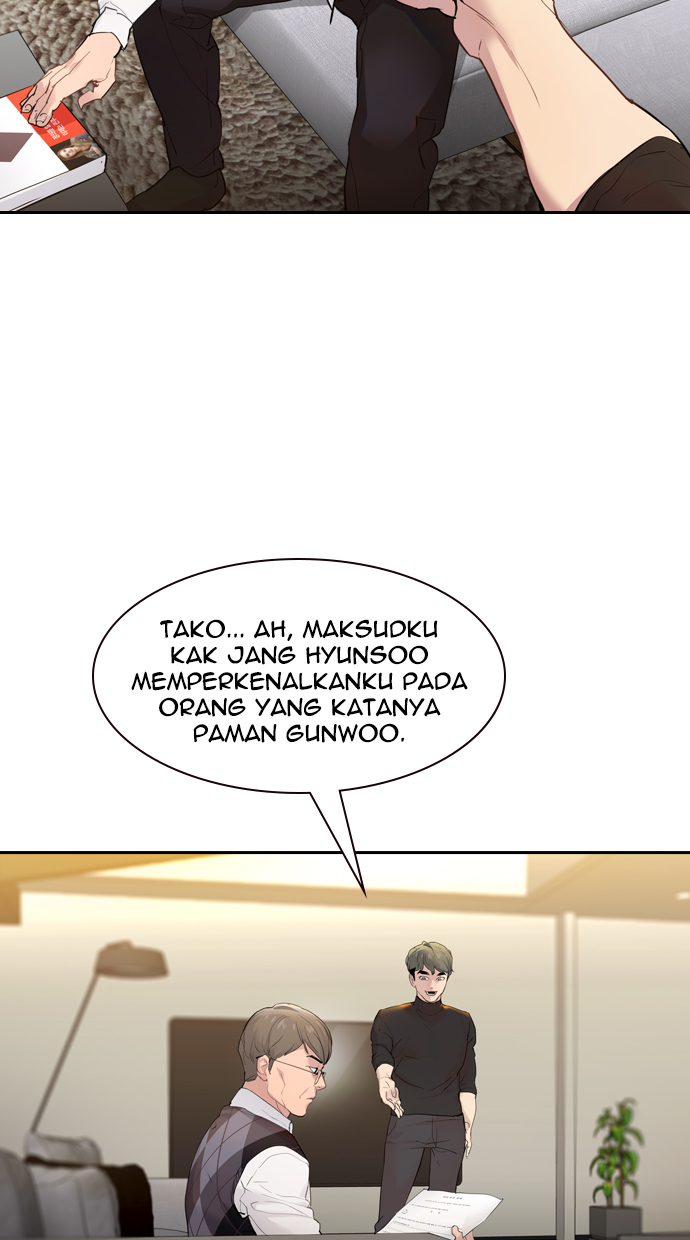 TAKO... AH, MAKSUDKU
KAK JANG HYUNSOO
MEMPERKENALKANKU PADA
ORANG YANG KATANYA
PAMAN GUNWOO.